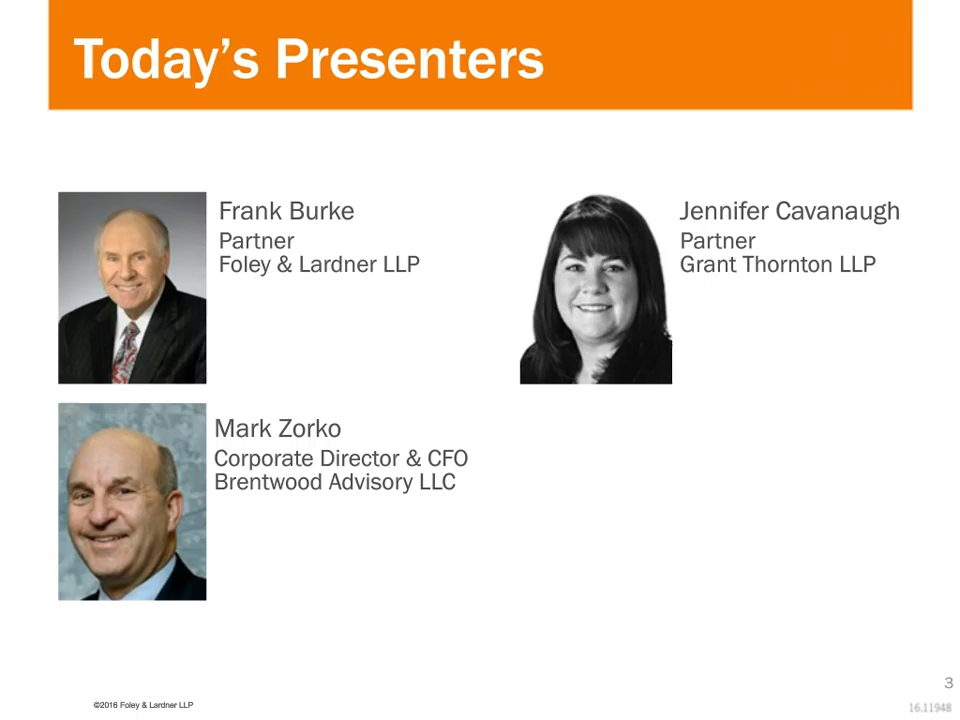 Today’s Presenters
Frank Burke
Partner
Foley & Lardner LLP
Jennifer Cavanaugh
Partner
Grant Thornton LLP
Mark Zorko
Corporate Director & CFO
Brentwood Advisory LLC
3
©2016 Foley & Lardner LLP
16.11948